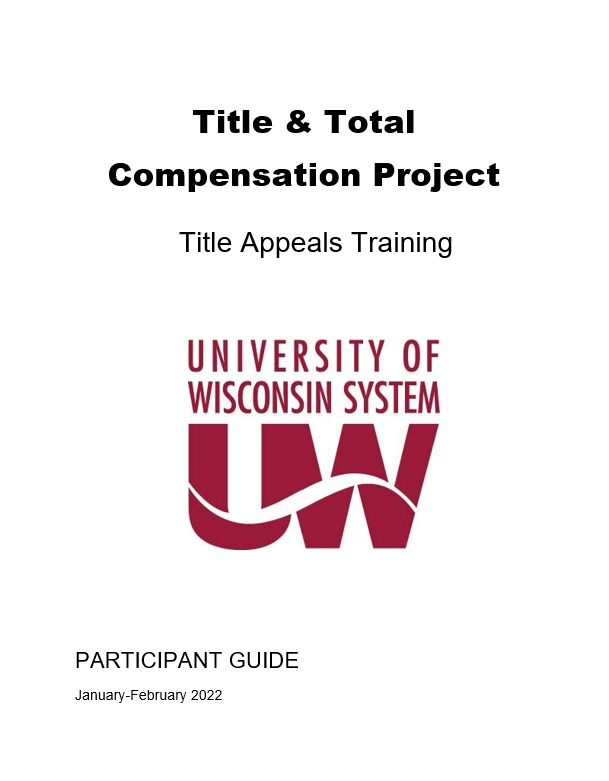 Title & Total
Compensation Project
Title Appeals Training
UNIVERSITY OF
WISCONSIN SYSTEM
UW
PARTICIPANT GUIDE
January-February 2022